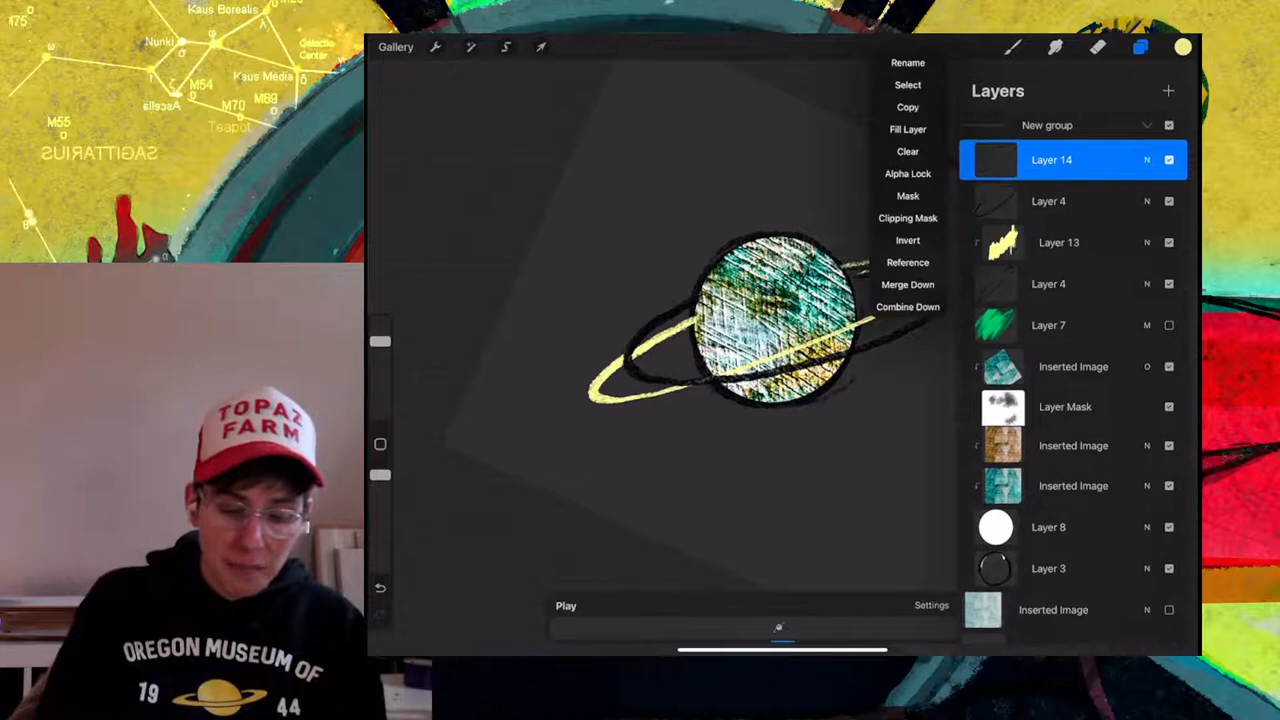 M75
Kaus Borealis
Nunki
Galactic
Center
Kaus Media
M54
Ascella
M70
M69
M55
Teapot
SAGITTARIUS
Gallery
Rename
Select
Copy
Fill Layer
Clear
Alpha Lock
Mask
Clipping Mask
Invert
Reference
Merge Down
Combine Down
Layers
New group
Layer 14 N
Layer 4 N
Layer 13 N
Layer 4 N
Layer 7 M
Inserted Image O
Layer Mask
Inserted Image N
Inserted Image N
Layer 8 N
Layer 3 N
Inserted Image N
Play
Settings
TOPAZ
FARM
OREGON MUSEUM OF
19 44